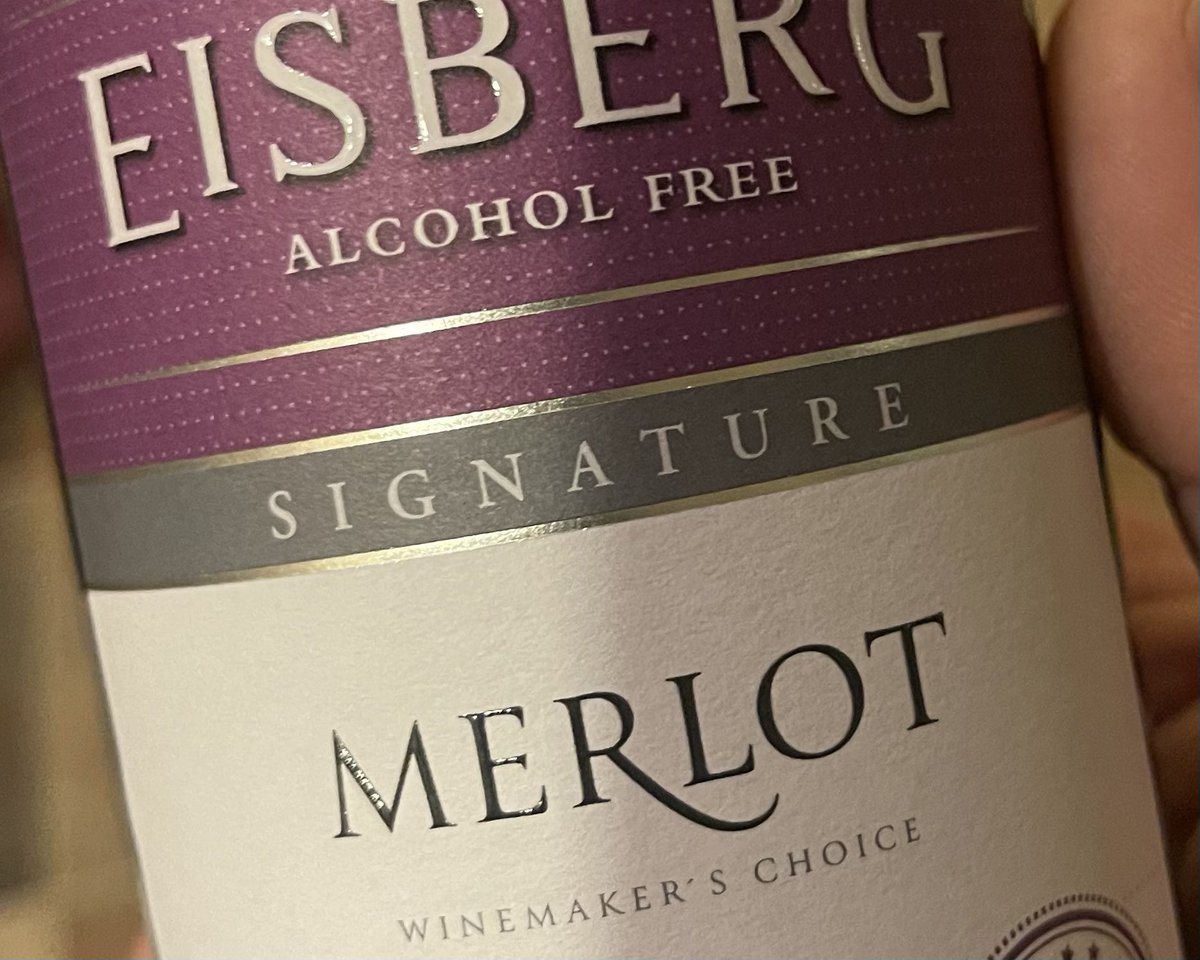 EISBERG
ALCOHOL FREE
SIGNATURE
MERLOT
WINEMAKER´S CHOICE